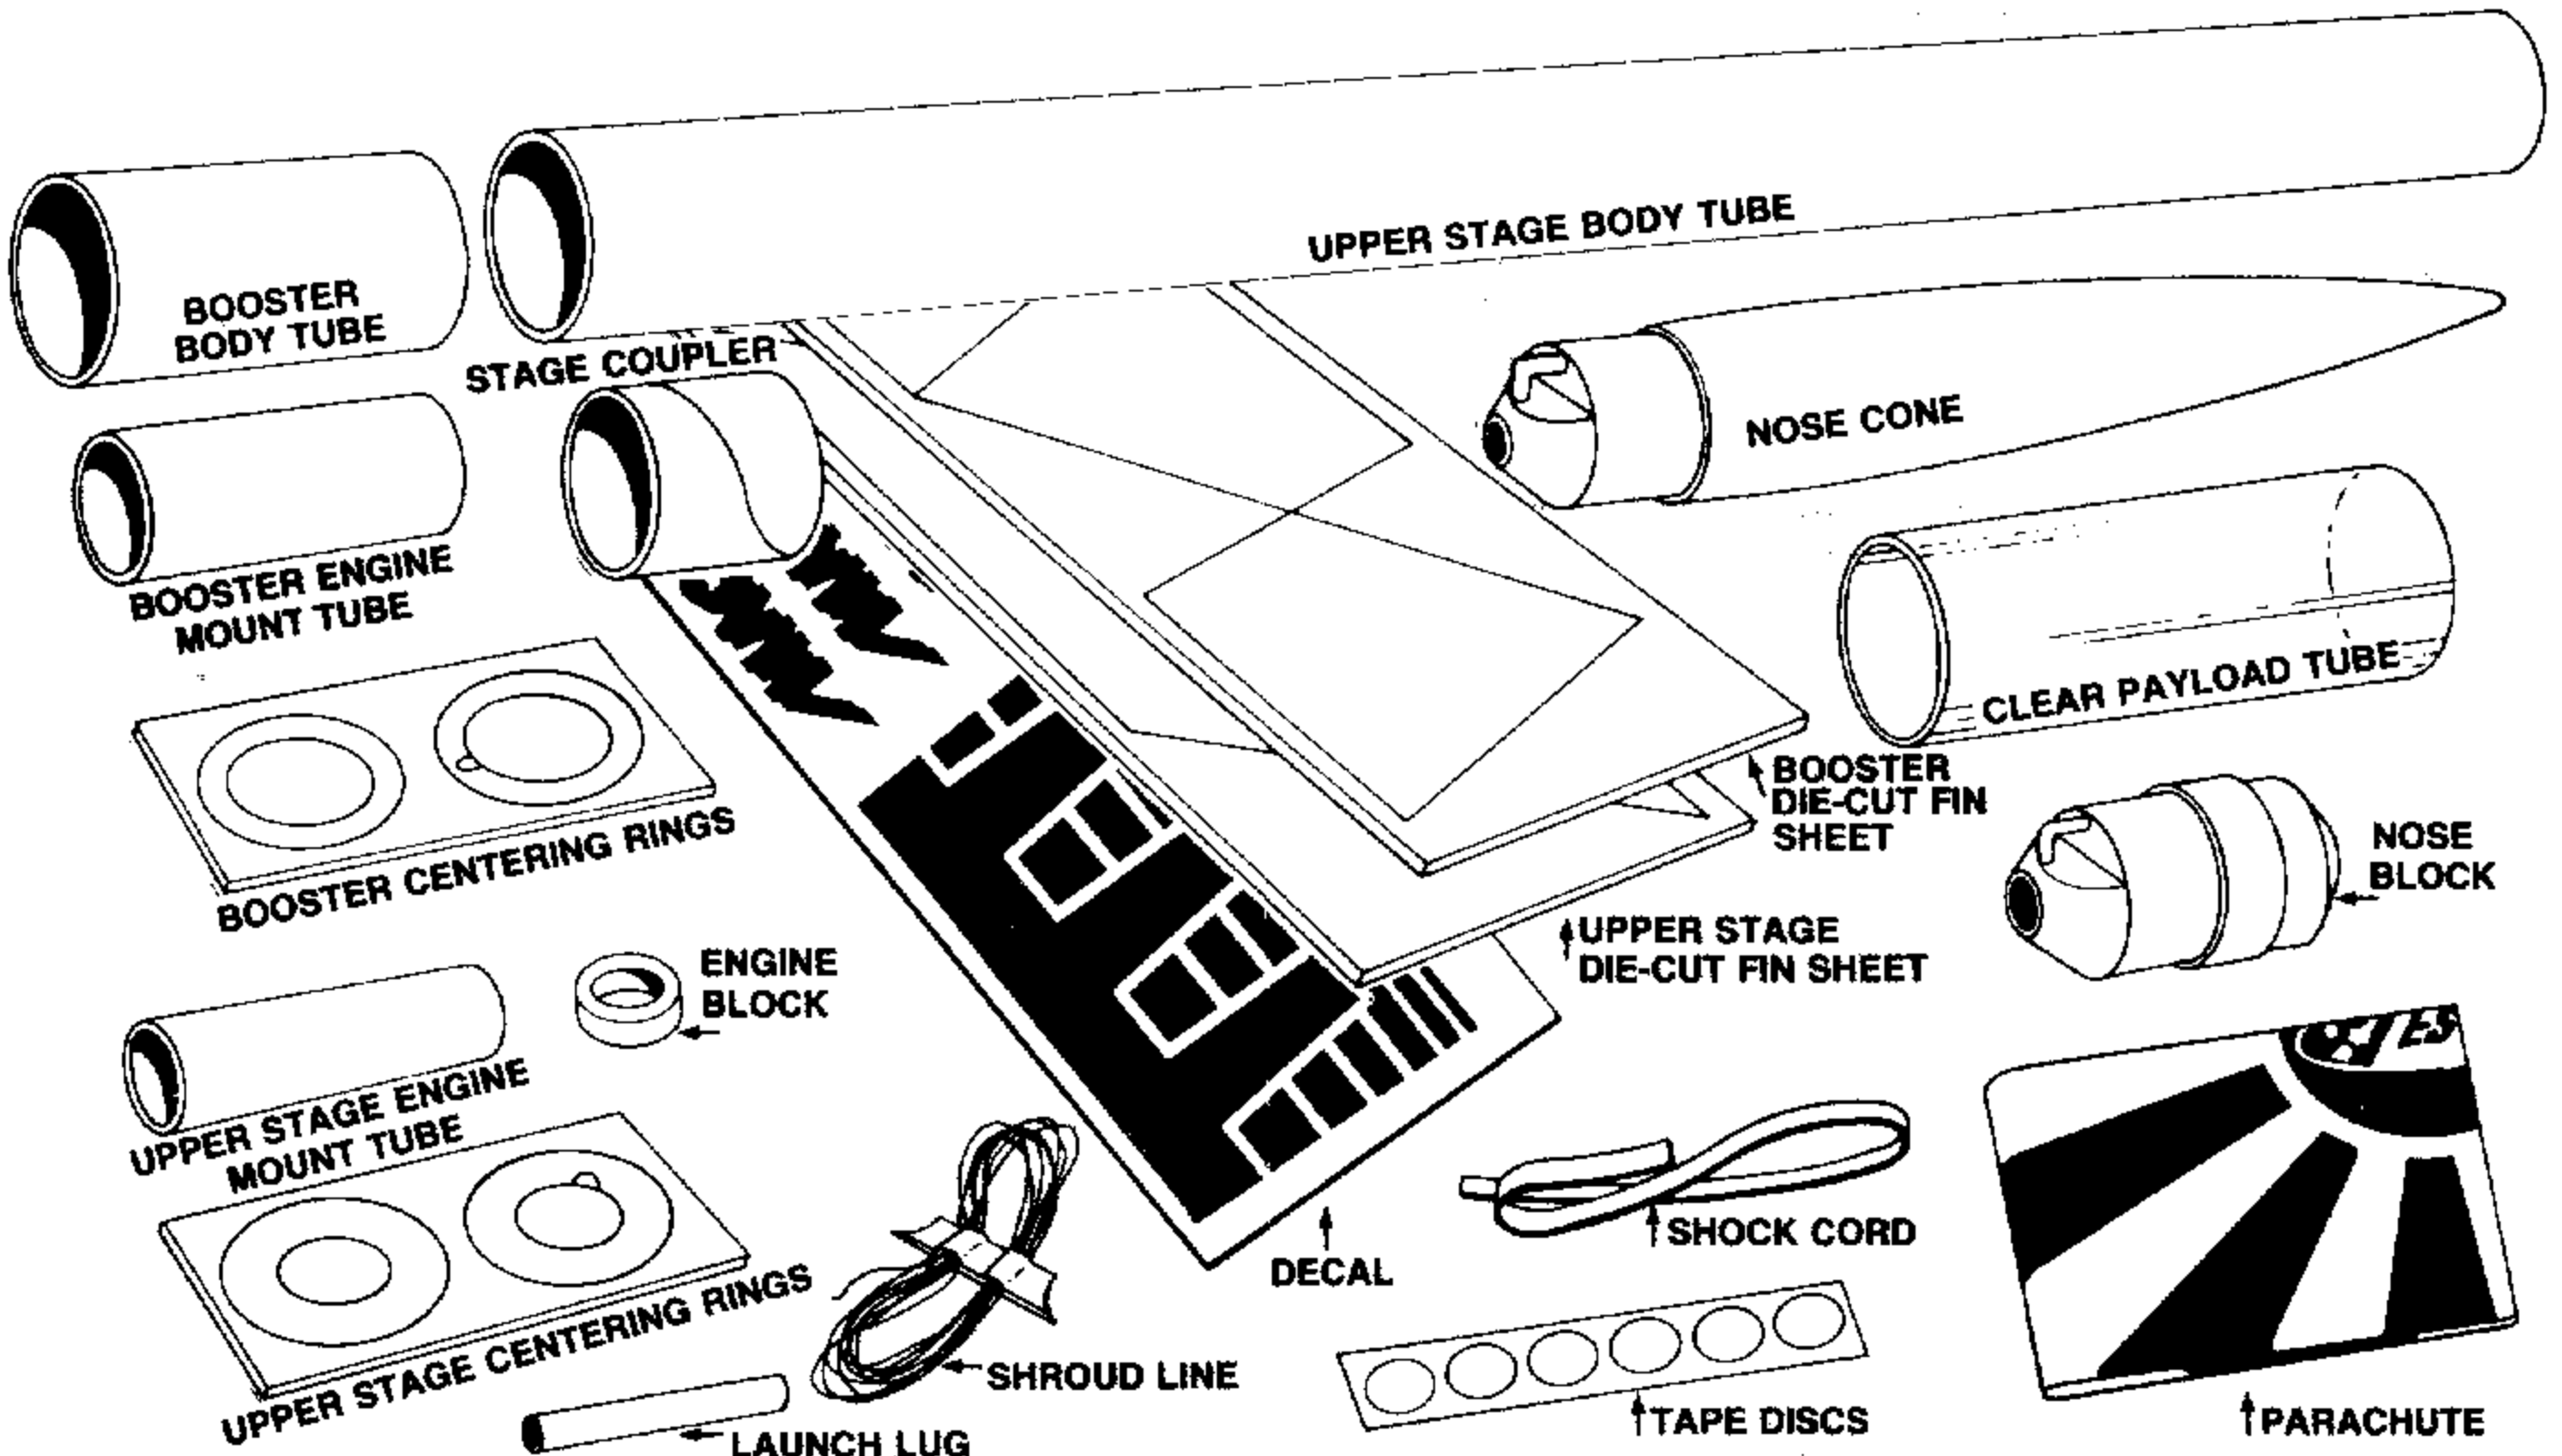 UPPER STAGE BODY TUBE
BOOSTER
BODY TUBE
STAGE COUPLER
NOSE CONE
BOOSTER ENGINE
MOUNT TUBE
CLEAR PAYLOAD TUBE
BOOSTER
DIE-CUT FIN
SHEET
BOOSTER CENTERING RINGS
NOSE
BLOCK
UPPER STAGE
DIE-CUT FIN SHEET
ENGINE
BLOCK
UPPER STAGE ENGINE
MOUNT TUBE
SHOCK CORD
DECAL
UPPER STAGE CENTERING RINGS
SHROUD LINE
TAPE DISCS
PARACHUTE
LAUNCH LUG